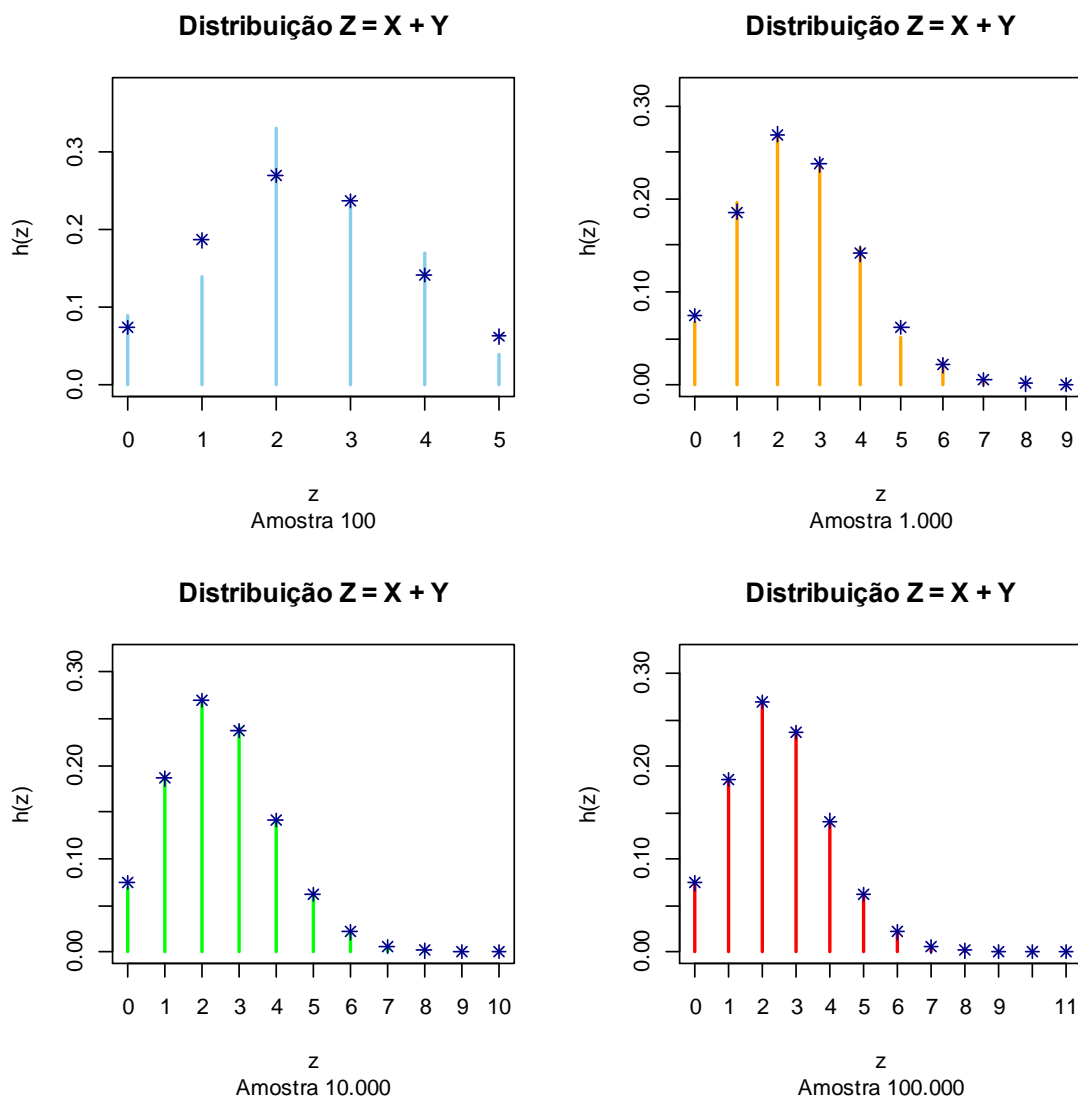 Distribuição Z = X + Y
h(z)
0.0 0.1 0.2 0.3
0 1 2 3 4 5
z
Amostra 100
Distribuição Z = X + Y
h(z)
0.00 0.10 0.20 0.30
0 1 2 3 4 5 6 7 8 9
z
Amostra 1.000
Distribuição Z = X + Y
h(z)
0.00 0.10 0.20 0.30
0 1 2 3 4 5 6 7 8 9 10
z
Amostra 10.000
Distribuição Z = X + Y
h(z)
0.00 0.10 0.20 0.30
0 1 2 3 4 5 6 7 8 9 11
z
Amostra 100.000